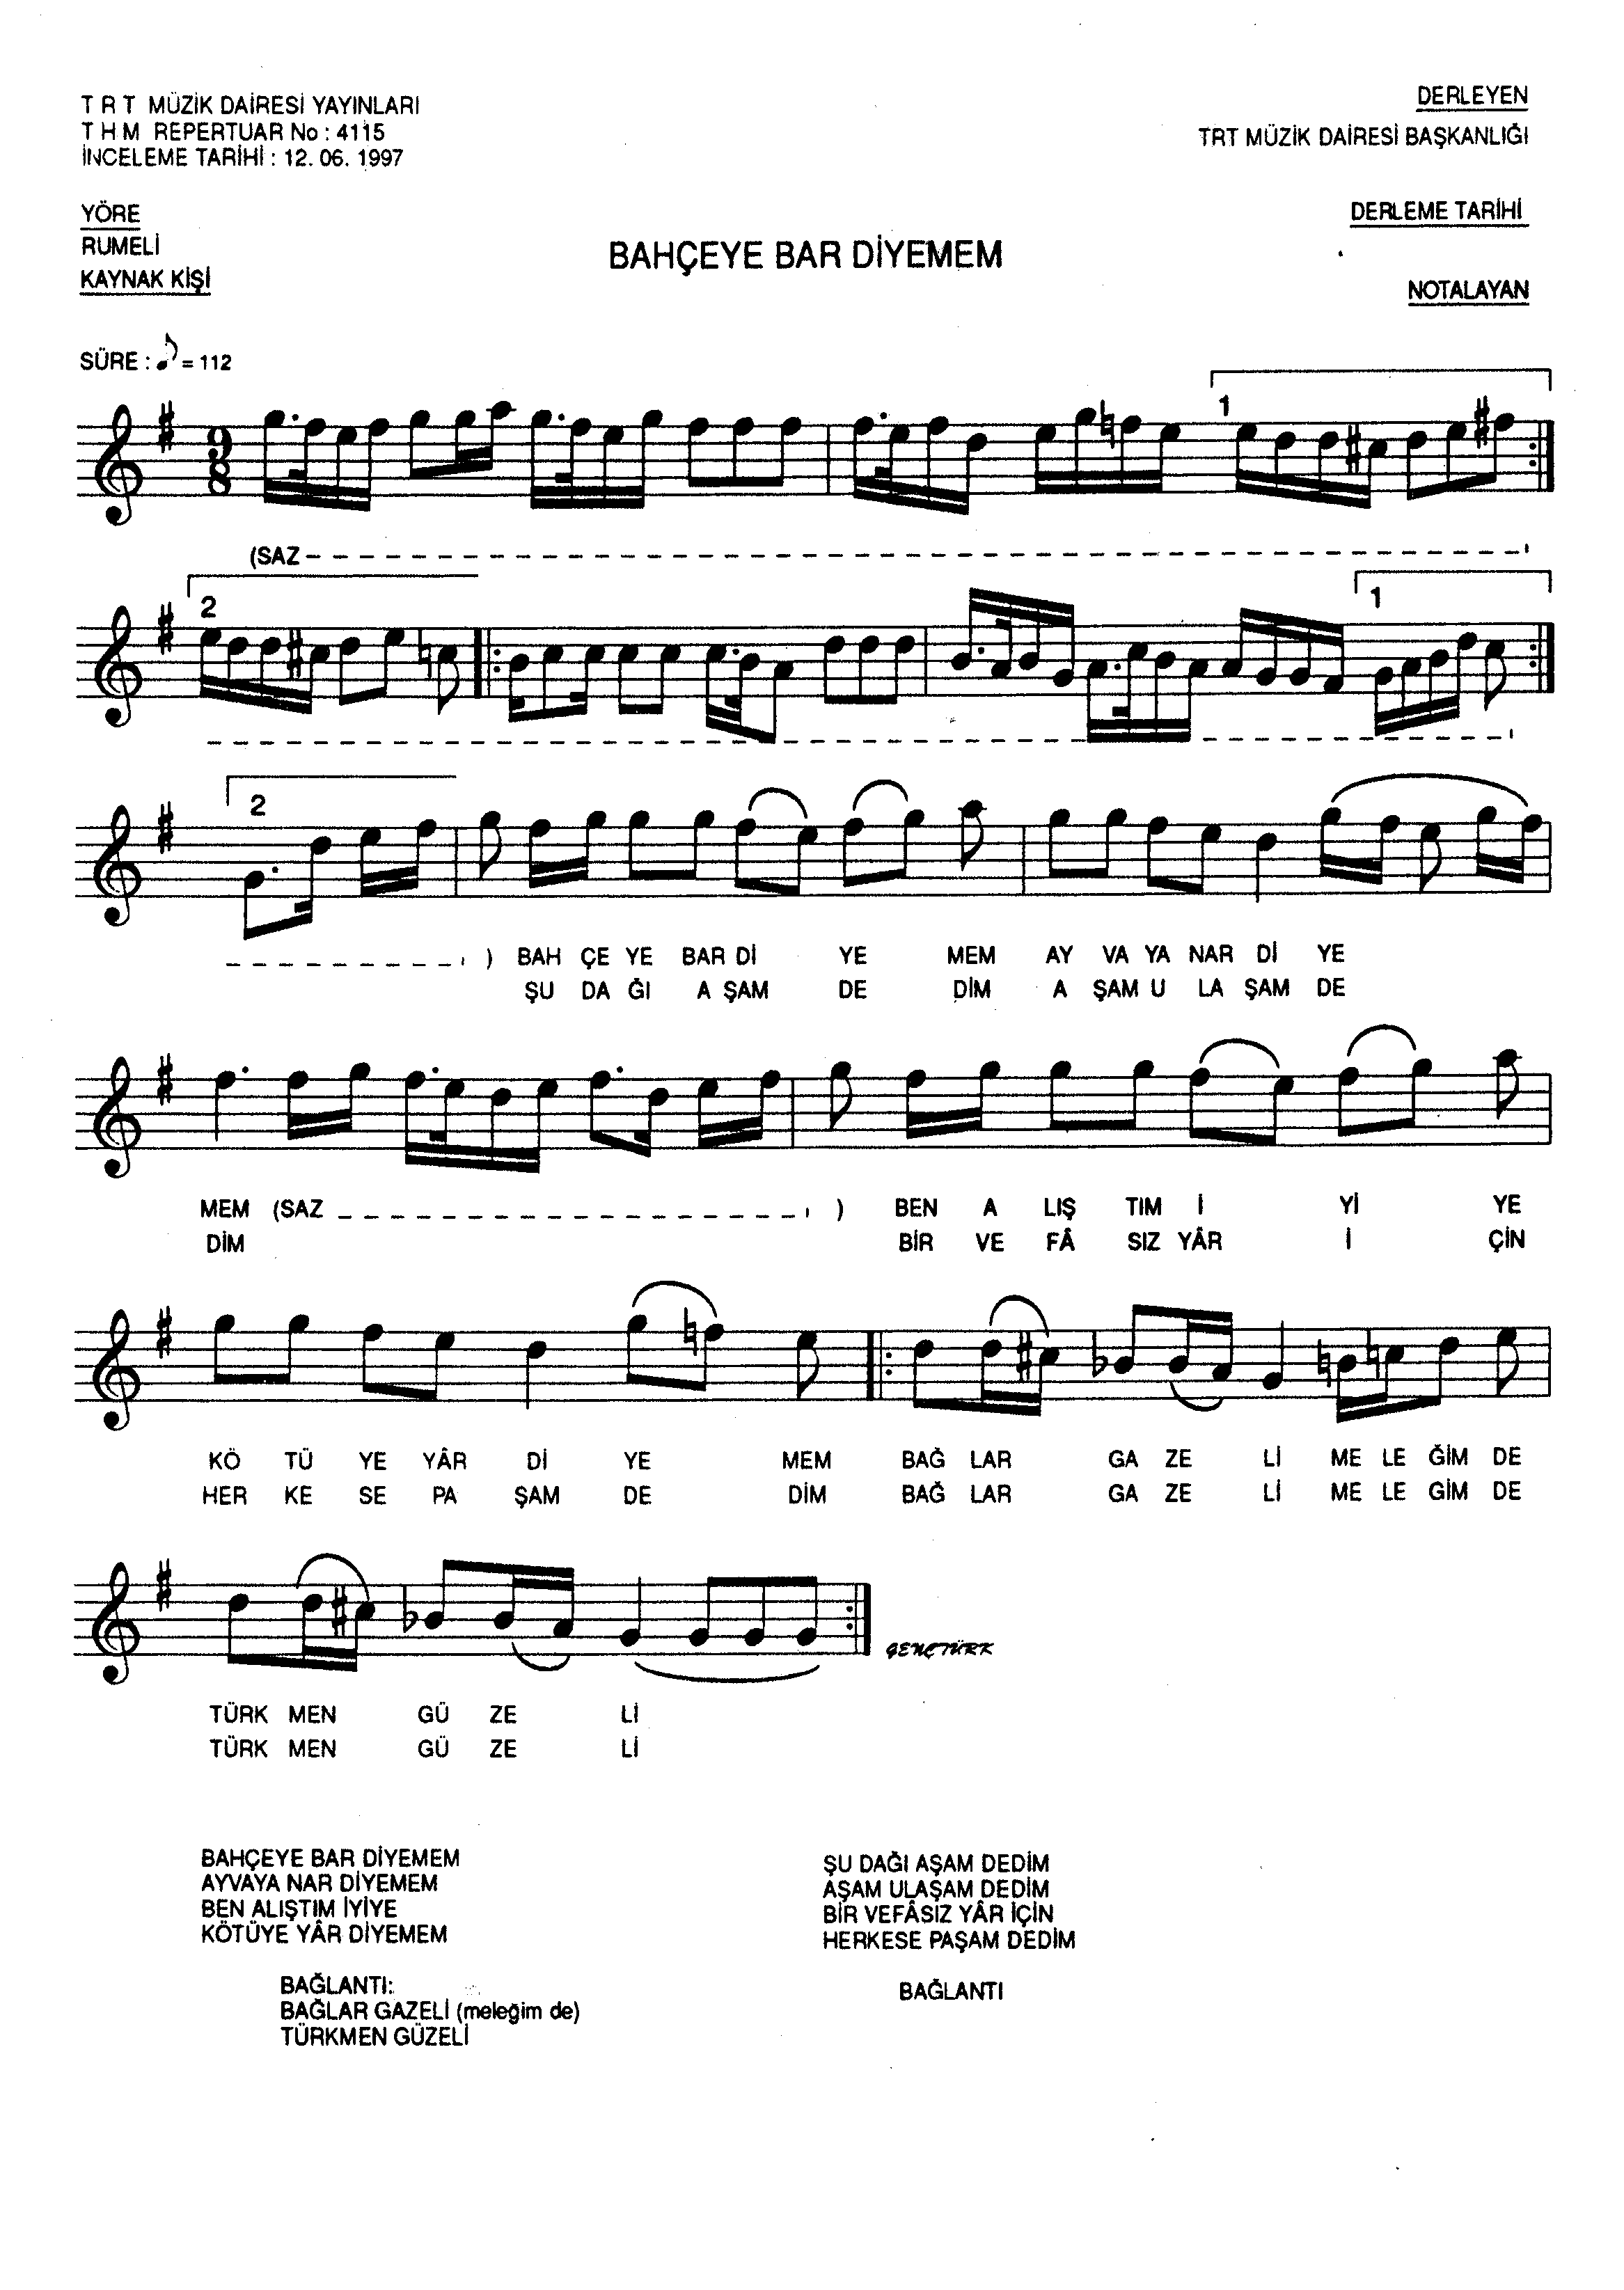 T R T MÜZİK DAİRESİ YAYINLARI
T H M REPERTUAR No : 4115
İNCELEME TARİHİ : 12. 06. 1997
DERLEYEN
TRT MÜZİK DAİRESİ BAŞKANLIĞI
YÖRE
RUMELİ
KAYNAK KİŞİ
DERLEME TARİHİ
BAHÇEYE BAR DİYEMEM
NOTALAYAN
SÜRE : ♪ = 112
1
9
8
(SAZ
2
1
2
) BAH ÇE YE BAR Dİ YE MEM AY VA YA NAR Dİ YE
ŞU DA ĞI A ŞAM DE DİM A ŞAM U LA ŞAM DE
MEM (SAZ ) BEN A LIŞ TIM İ Yİ YE
DİM BİR VE FÂ SIZ YÂR İ ÇİN
KÖ TÜ YE YÂR Dİ YE MEM BAĞ LAR GA ZE Lİ ME LE ĞİM DE
HER KE SE PA ŞAM DE DİM BAĞ LAR GA ZE Lİ ME LE GİM DE
GENÇTÜRK
TÜRK MEN GÜ ZE Lİ
TÜRK MEN GÜ ZE Lİ
BAHÇEYE BAR DİYEMEM
AYVAYA NAR DİYEMEM
BEN ALIŞTIM İYİYE
KÖTÜYE YÂR DİYEMEM
BAĞLANTI:
BAĞLAR GAZELİ (meleğim de)
TÜRKMEN GÜZELİ
ŞU DAĞI AŞAM DEDİM
AŞAM ULAŞAM DEDİM
BİR VEFÂSIZ YÂR İÇİN
HERKESE PAŞAM DEDİM
BAĞLANTI